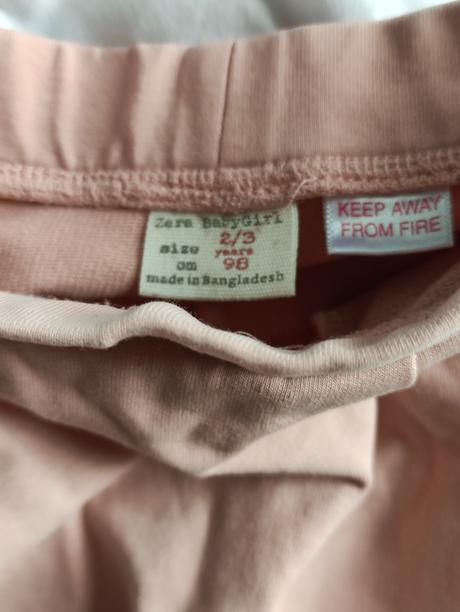 Zara BabyGirl
size 2/3
years
cm 98
made in Bangladesh
KEEP AWAY
FROM FIRE